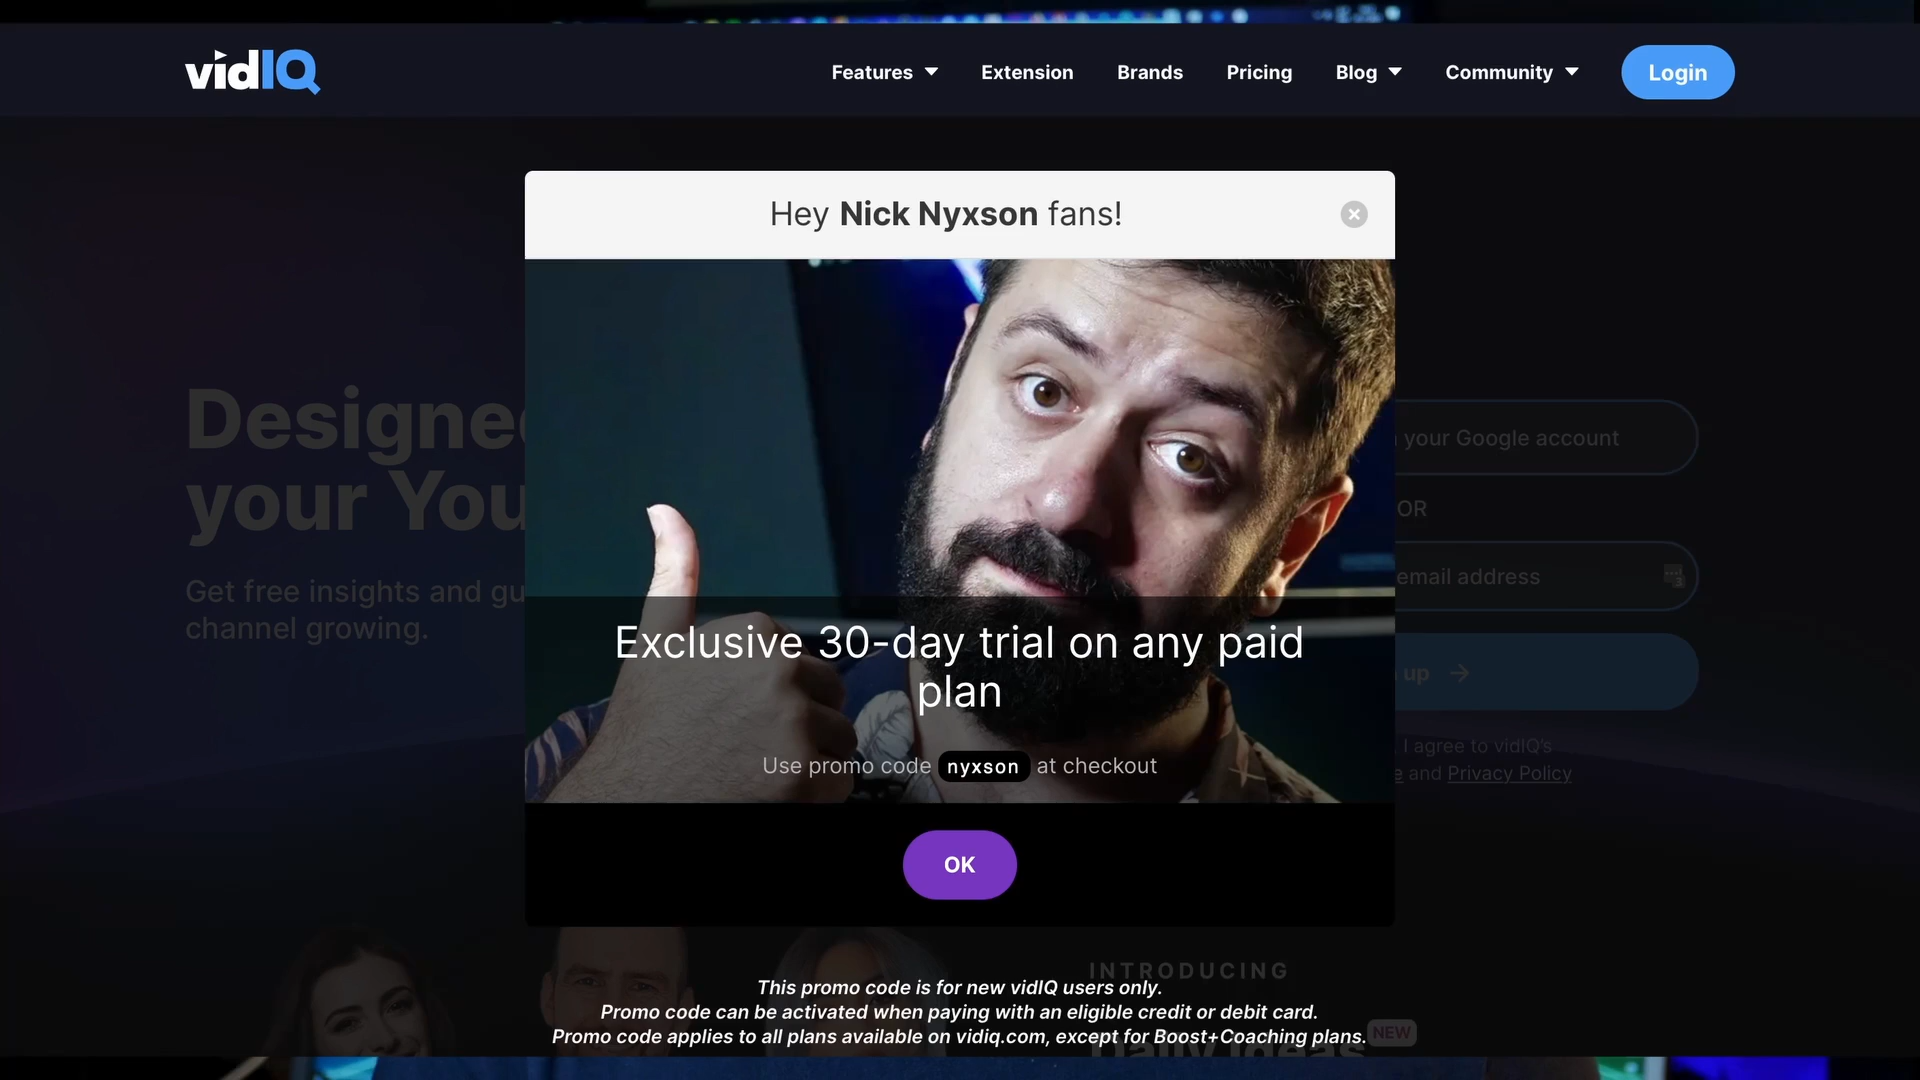 vidIQ
Features
Extension
Brands
Pricing
Blog
Community
Login
Hey Nick Nyxson fans!
Designe
your You
Get free insights and gu
channel growing.
your Google account
OR
email address
up
I agree to vidIQ's
and Privacy Policy
Exclusive 30-day trial on any paid
plan
Use promo code nyxson at checkout
OK
INTRODUCING
This promo code is for new vidIQ users only.
Promo code can be activated when paying with an eligible credit or debit card.
Promo code applies to all plans available on vidiq.com, except for Boost+Coaching plans.
NEW
Daily Ideas